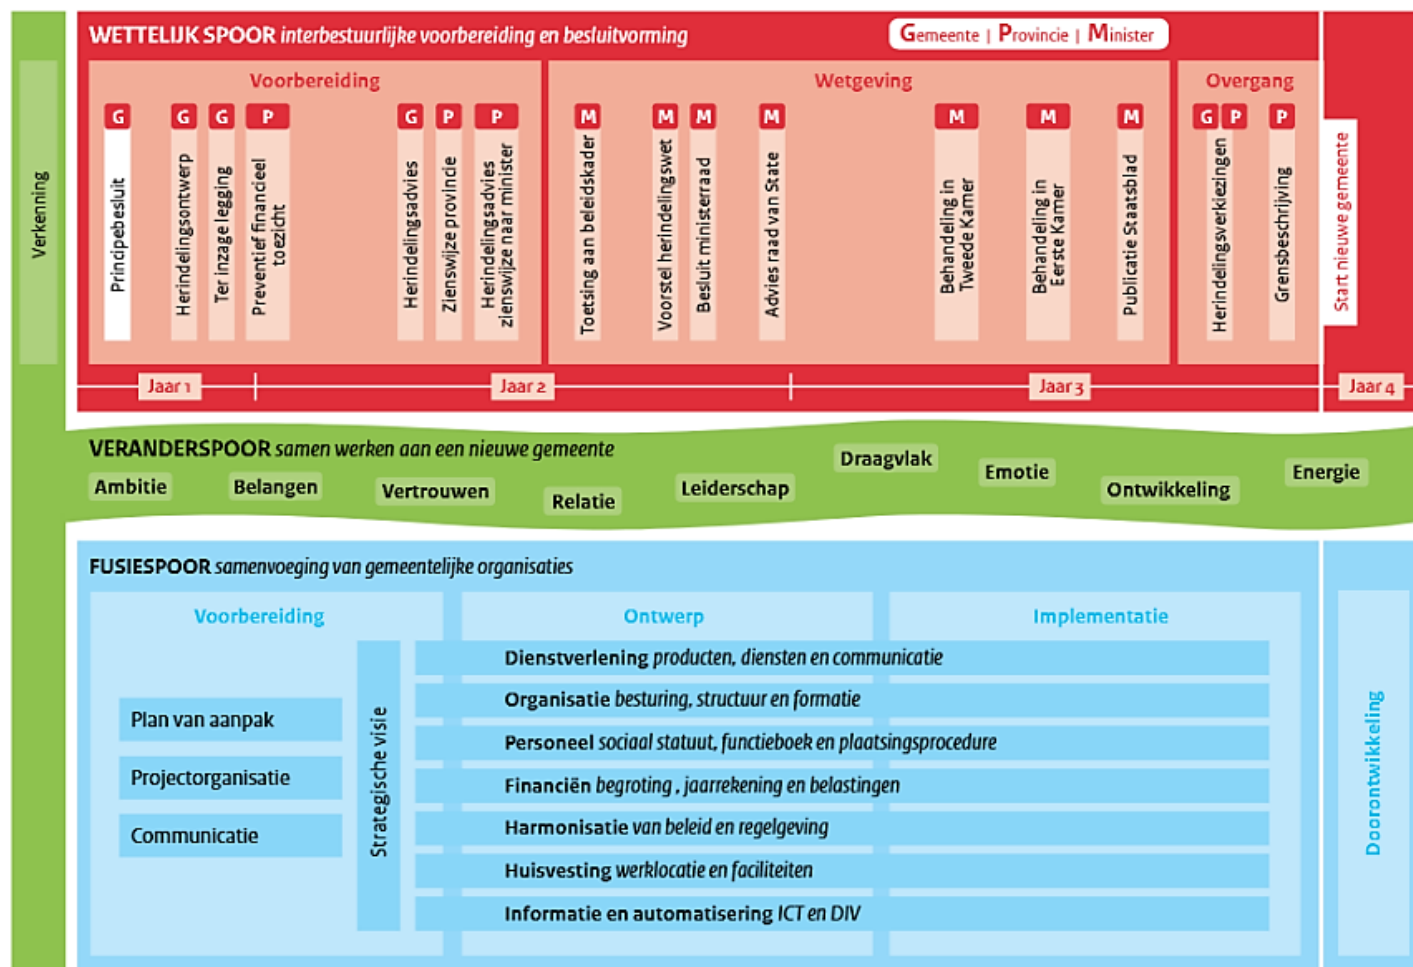 WETTELIJK SPOOR interbestuurlijke voorbereiding en besluitvorming
Gemeente | Provincie | Minister
Verkenning
Voorbereiding
G
Principebesluit
G
Herindelingsontwerp
G
Ter inzage legging
P
Preventief financieel
toezicht
G
Herindelingsadvies
P
Zienswijze provincie
P
Herindelingsadvies
zienswijze naar minister
Wetgeving
M
Toetsing aan beleidskader
M
Voorstel herindelingswet
M
Besluit ministerraad
M
Advies raad van State
M
Behandeling in
Tweede Kamer
M
Behandeling in
Eerste Kamer
M
Publicatie Staatsblad
Overgang
G P
Herindelingsverkiezingen
P
Grensbeschrijving
Start nieuwe gemeente
Jaar 1
Jaar 2
Jaar 3
Jaar 4
VERANDERSPOOR samen werken aan een nieuwe gemeente
Ambitie
Belangen
Vertrouwen
Relatie
Leiderschap
Draagvlak
Emotie
Ontwikkeling
Energie
FUSIESPOOR samenvoeging van gemeentelijke organisaties
Voorbereiding
Plan van aanpak
Projectorganisatie
Communicatie
Strategische visie
Ontwerp
Implementatie
Dienstverlening producten, diensten en communicatie
Organisatie besturing, structuur en formatie
Personeel sociaal statuut, functieboek en plaatsingsprocedure
Financiën begroting , jaarrekening en belastingen
Harmonisatie van beleid en regelgeving
Huisvesting werklocatie en faciliteiten
Informatie en automatisering ICT en DIV
Doorontwikkeling